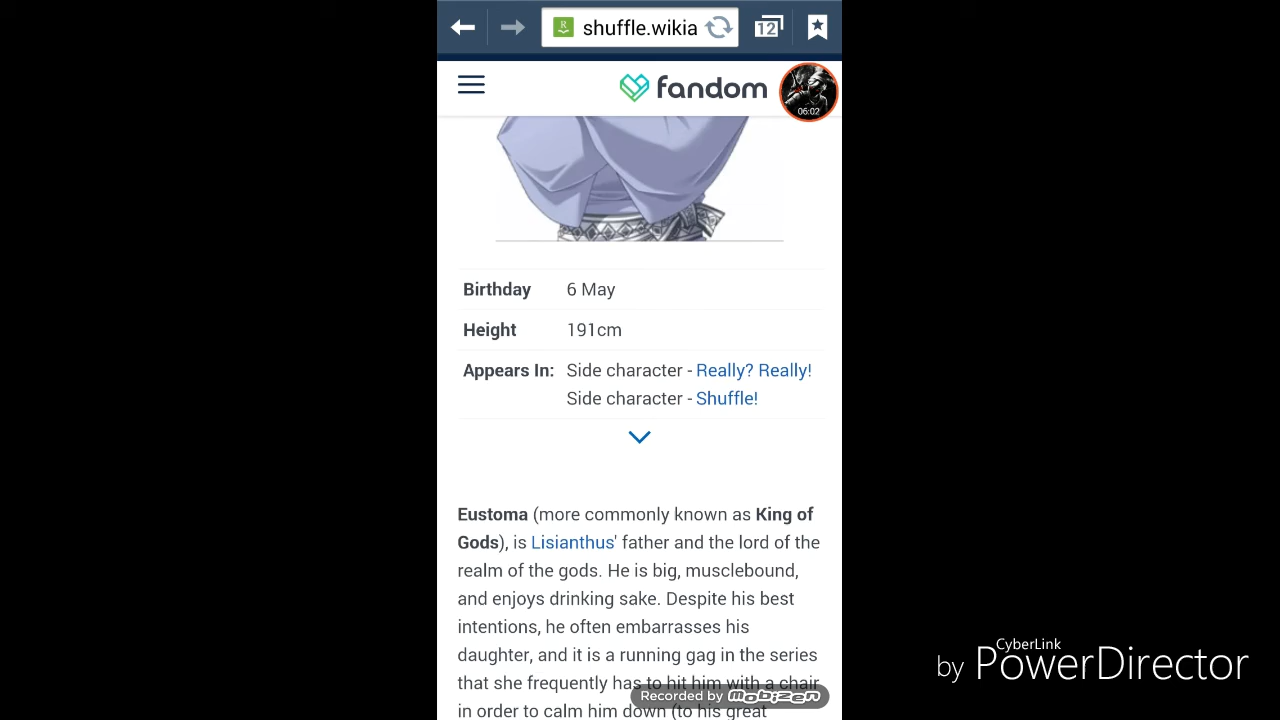 shuffle.wikia
12
fandom
06:02
Birthday 6 May
Height 191cm
Appears In: Side character - Really? Really!
Side character - Shuffle!
Eustoma (more commonly known as King of
Gods), is Lisianthus' father and the lord of the
realm of the gods. He is big, musclebound,
and enjoys drinking sake. Despite his best
intentions, he often embarrasses his
daughter, and it is a running gag in the series
that she frequently has to hit him with a chair
in order to calm him down (to his great
Recorded by mobizen
CyberLink
by PowerDirector